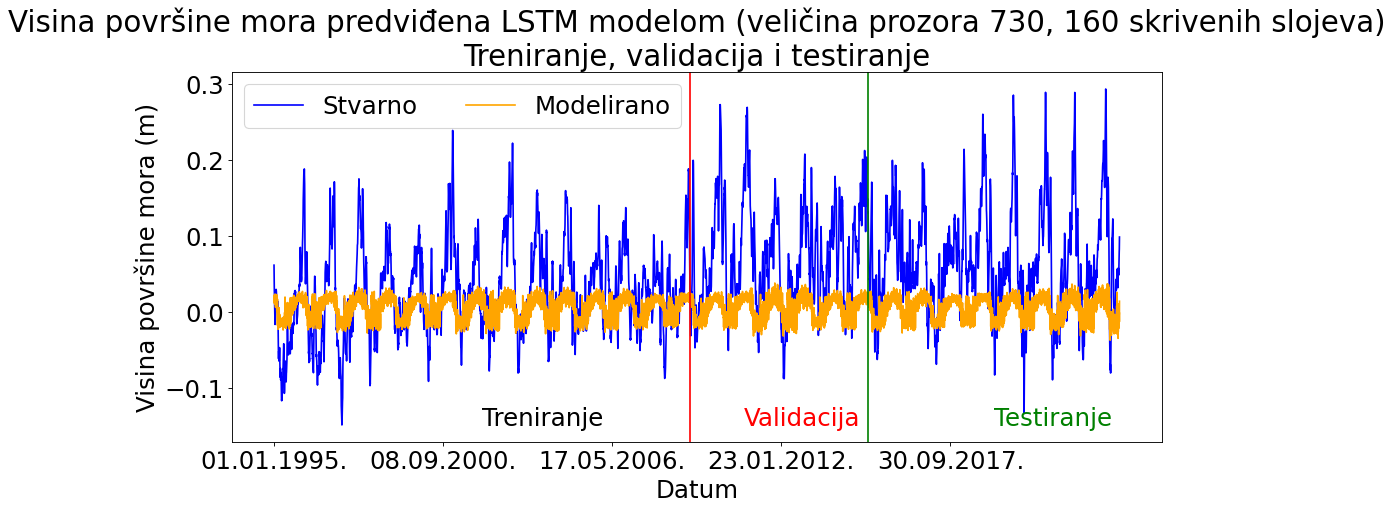 Visina površine mora predviđena LSTM modelom (veličina prozora 730, 160 skrivenih slojeva)
Treniranje, validacija i testiranje
Stvarno Modelirano
Visina površine mora (m)
0.3
0.2
0.1
0.0
−0.1
Treniranje Validacija Testiranje
01.01.1995. 08.09.2000. 17.05.2006. 23.01.2012. 30.09.2017.
Datum